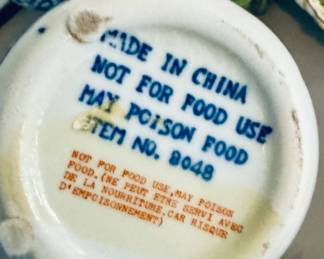 MADE IN CHINA
NOT FOR FOOD USE
MAY POISON FOOD
ITEM NO. 8048
NOT FOR FOOD USE,MAY POISON
FOOD.(NE PEUT ETRE SERVI AVEC
DE LA NOURRITURE,CAR RISQUE
D'EMPOISONNEMENT)